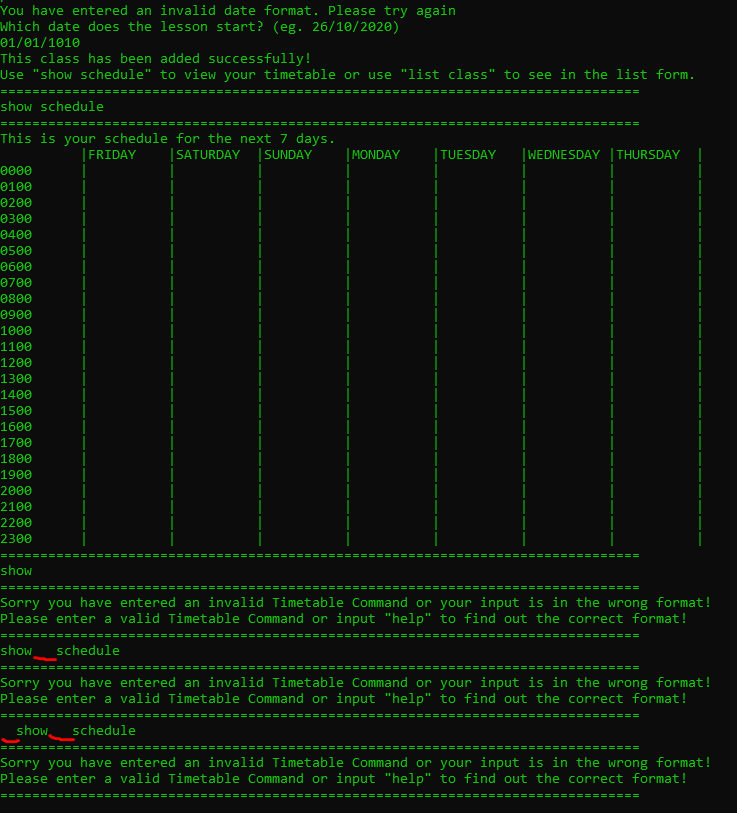 You have entered an invalid date format. Please try again
Which date does the lesson start? (eg. 26/10/2020)
01/01/1010
This class has been added successfully!
Use "show schedule" to view your timetable or use "list class" to see in the list form.
================================================================================
show schedule
================================================================================
This is your schedule for the next 7 days.
          |FRIDAY    |SATURDAY  |SUNDAY    |MONDAY    |TUESDAY   |WEDNESDAY |THURSDAY  |
0000      |          |          |          |          |          |          |          |
0100      |          |          |          |          |          |          |          |
0200      |          |          |          |          |          |          |          |
0300      |          |          |          |          |          |          |          |
0400      |          |          |          |          |          |          |          |
0500      |          |          |          |          |          |          |          |
0600      |          |          |          |          |          |          |          |
0700      |          |          |          |          |          |          |          |
0800      |          |          |          |          |          |          |          |
0900      |          |          |          |          |          |          |          |
1000      |          |          |          |          |          |          |          |
1100      |          |          |          |          |          |          |          |
1200      |          |          |          |          |          |          |          |
1300      |          |          |          |          |          |          |          |
1400      |          |          |          |          |          |          |          |
1500      |          |          |          |          |          |          |          |
1600      |          |          |          |          |          |          |          |
1700      |          |          |          |          |          |          |          |
1800      |          |          |          |          |          |          |          |
1900      |          |          |          |          |          |          |          |
2000      |          |          |          |          |          |          |          |
2100      |          |          |          |          |          |          |          |
2200      |          |          |          |          |          |          |          |
2300      |          |          |          |          |          |          |          |
================================================================================
show
================================================================================
Sorry you have entered an invalid Timetable Command or your input is in the wrong format!
Please enter a valid Timetable Command or input "help" to find out the correct format!
================================================================================
show   schedule
================================================================================
Sorry you have entered an invalid Timetable Command or your input is in the wrong format!
Please enter a valid Timetable Command or input "help" to find out the correct format!
================================================================================
  show   schedule
================================================================================
Sorry you have entered an invalid Timetable Command or your input is in the wrong format!
Please enter a valid Timetable Command or input "help" to find out the correct format!
================================================================================